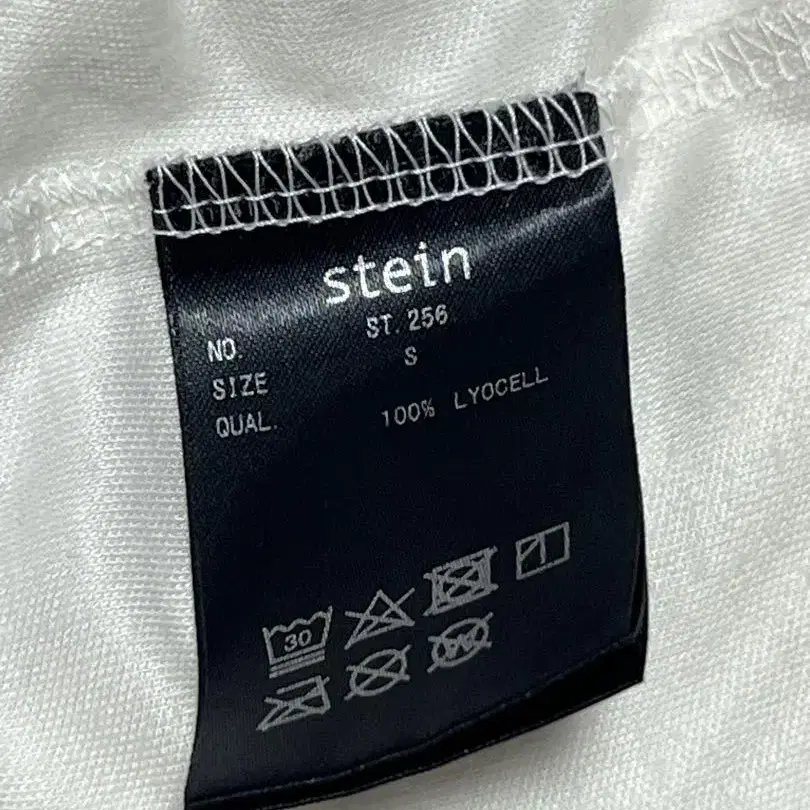 stein
NO. ST.256
SIZE S
QUAL. 100% LYOCELL
30
W